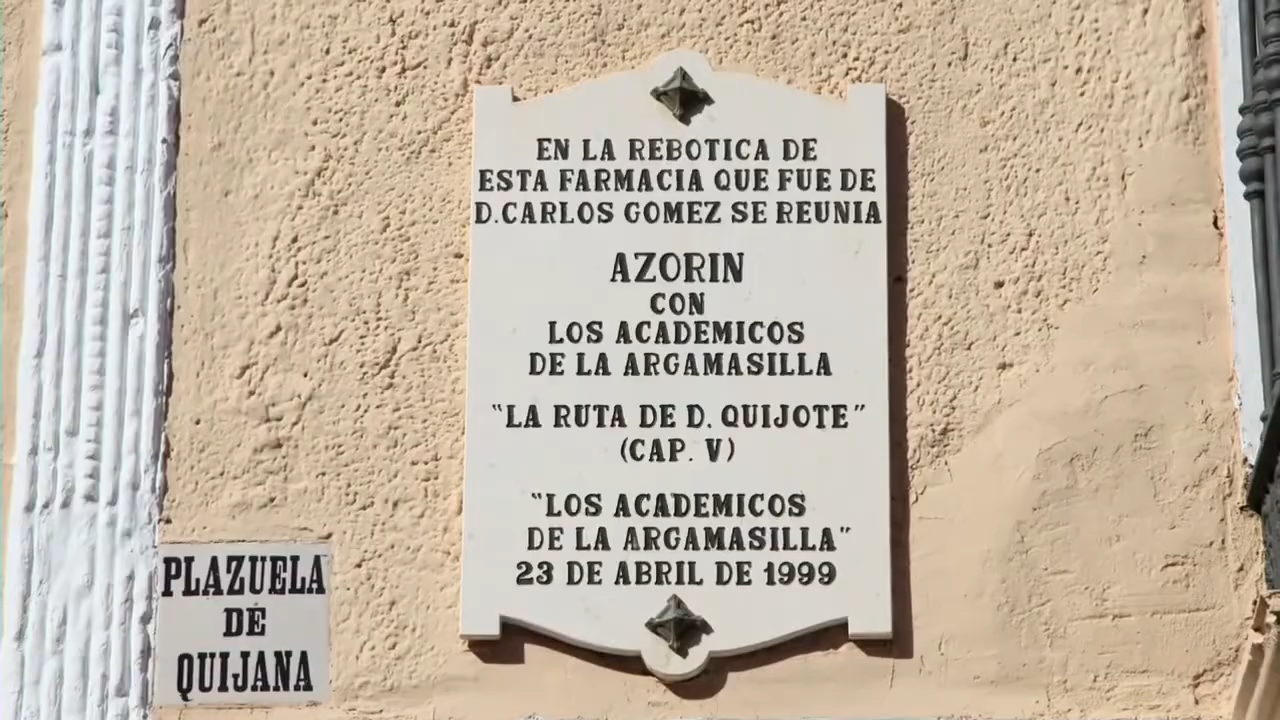 EN LA REBOTICA DE
ESTA FARMACIA QUE FUE DE
D.CARLOS GOMEZ SE REUNIA
AZORIN
CON
LOS ACADEMICOS
DE LA ARGAMASILLA
"LA RUTA DE D. QUIJOTE"
(CAP. V)
"LOS ACADEMICOS
DE LA ARGAMASILLA"
23 DE ABRIL DE 1999
PLAZUELA
DE
QUIJANA